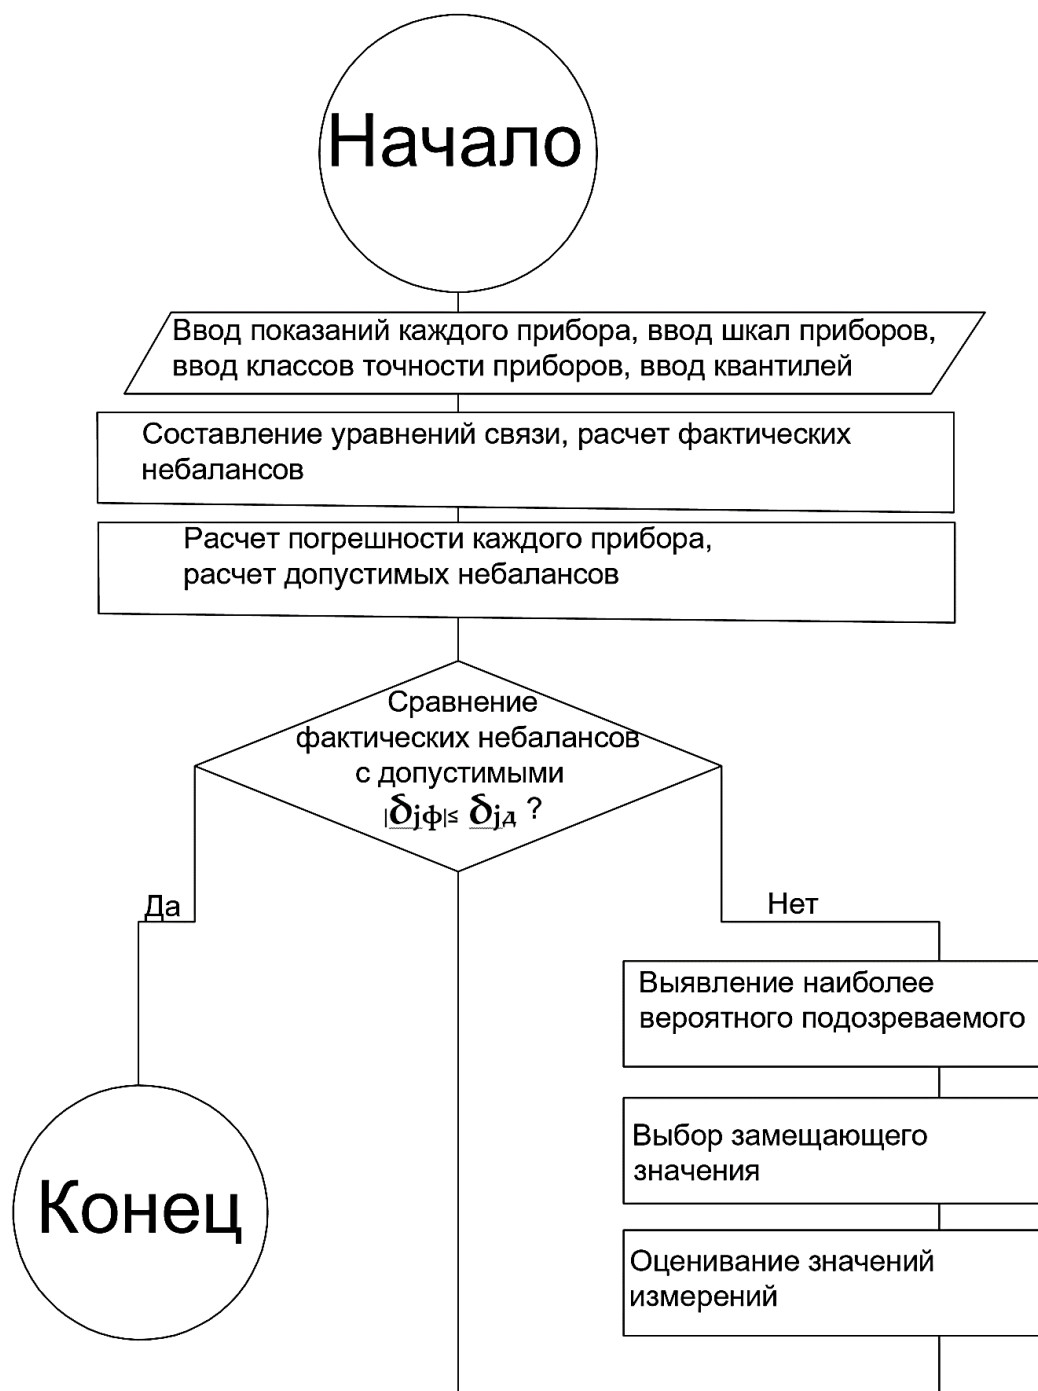 Начало
Ввод показаний каждого прибора, ввод шкал приборов,
ввод классов точности приборов, ввод квантилей
Составление уравнений связи, расчет фактических
небалансов
Расчет погрешности каждого прибора,
расчет допустимых небалансов
Сравнение
фактических небалансов
с допустимыми
|δjф|≤ δjд ?
Да
Нет
Выявление наиболее
вероятного подозреваемого
Выбор замещающего
значения
Оценивание значений
измерений
Конец